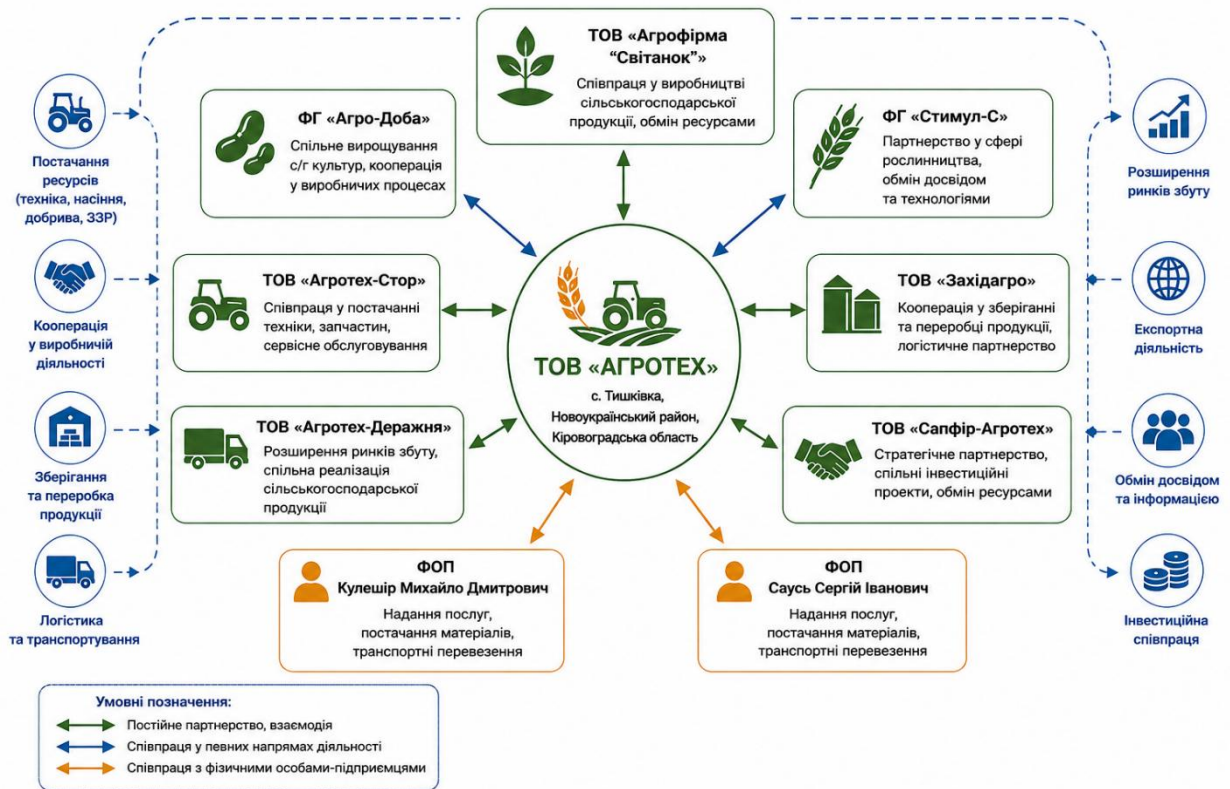 ТОВ «Агрофірма
“Світанок”»
Співпраця у виробництві
сільськогосподарської
продукції, обмін ресурсами
ФГ «Агро-Доба»
Спільне вирощування
с/г культур, кооперація
у виробничих процесах
ФГ «Стимул-С»
Партнерство у сфері
рослинництва,
обмін досвідом
та технологіями
Постачання
ресурсів
(техніка, насіння,
добрива, ЗЗР)
Розширення
ринків збуту
ТОВ «Агротех-Стор»
Співпраця у постачанні
техніки, запчастин,
сервісне обслуговування
ТОВ «АГРОТЕХ»
с. Тишківка,
Новоукраїнський район,
Кіровоградська область
ТОВ «Західагро»
Кооперація у зберіганні
та переробці продукції,
логістичне партнерство
Кооперація
у виробничій
діяльності
Експортна
діяльність
ТОВ «Агротех-Деражня»
Розширення ринків збуту,
спільна реалізація
сільськогосподарської
продукції
ТОВ «Сапфір-Агротех»
Стратегічне партнерство,
спільні інвестиційні
проекти, обмін ресурсами
Зберігання
та переробка
продукції
Обмін досвідом
та інформацією
ФОП
Кулешір Михайло Дмитрович
Надання послуг,
постачання матеріалів,
транспортні перевезення
ФОП
Саусь Сергій Іванович
Надання послуг,
постачання матеріалів,
транспортні перевезення
Логістика
та транспортування
Інвестиційна
співпраця
Умовні позначення:
Постійне партнерство, взаємодія
Співпраця у певних напрямах діяльності
Співпраця з фізичними особами-підприємцями